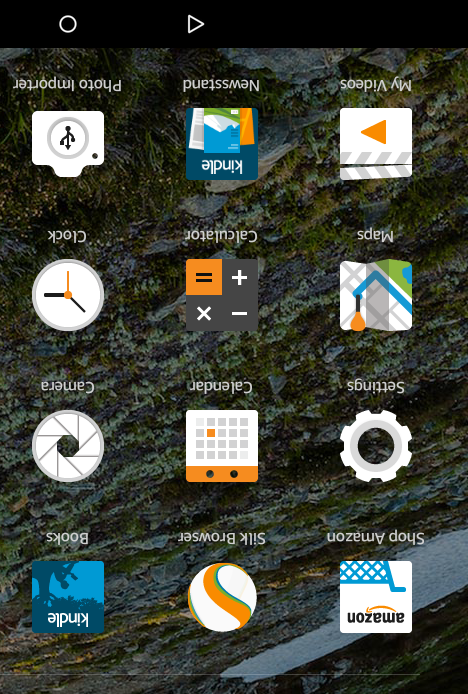 amazon
kindle
Shop Amazon
Silk Browser
Books
Settings
Calendar
Camera
Maps
Calculator
Clock
kindle
My Videos
Newsstand
Photo Importer